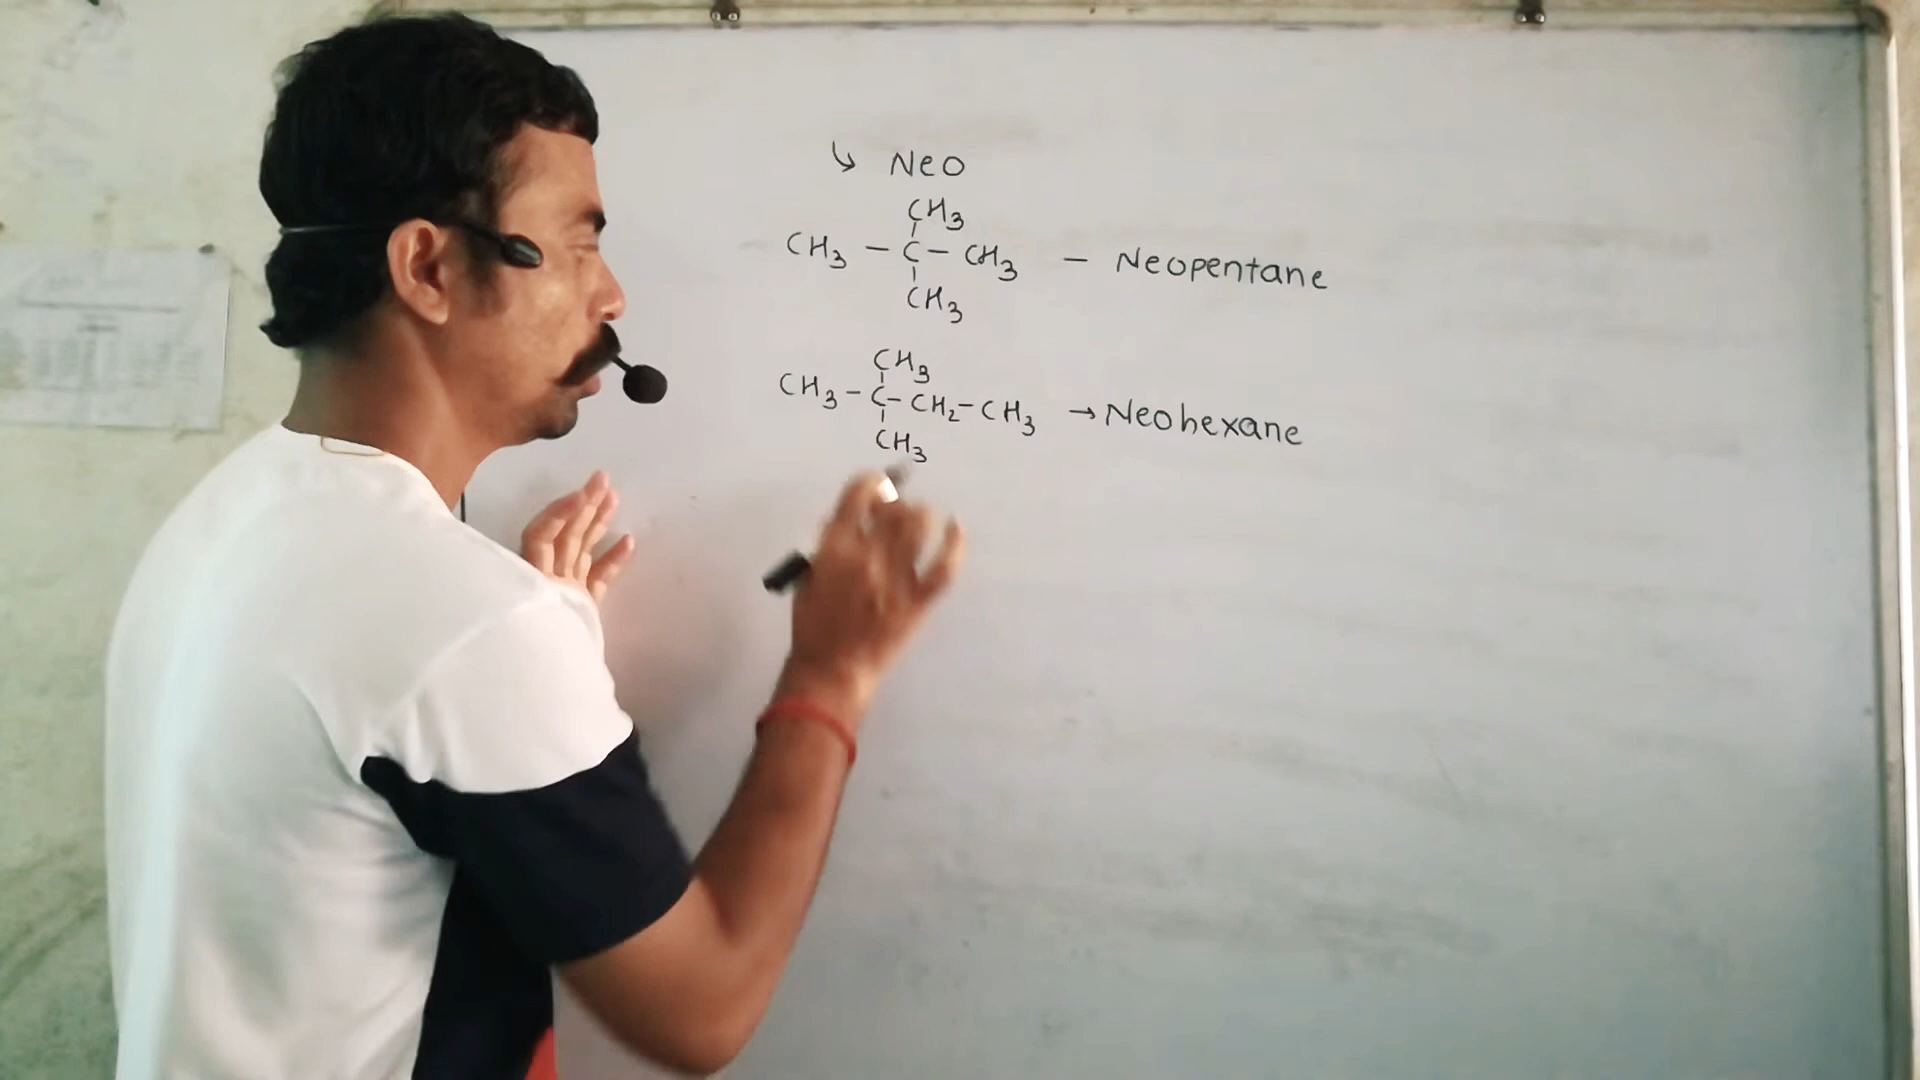 ↳ Neo
CH3
CH3 — C — CH3 — Neopentane
CH3
CH3
CH3 — C — CH2 — CH3 → Neohexane
CH3